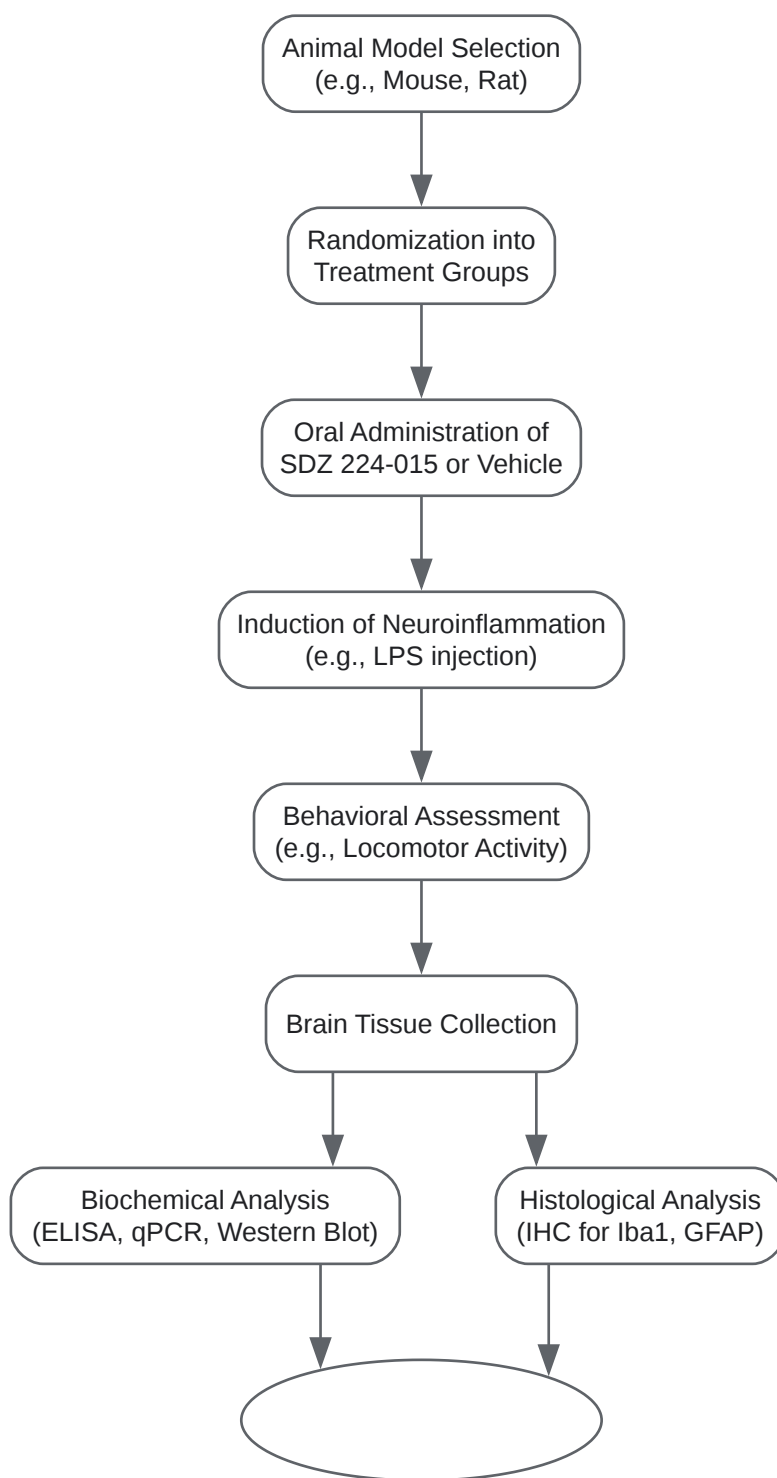 Animal Model Selection
(e.g., Mouse, Rat)
Randomization into
Treatment Groups
Oral Administration of
SDZ 224-015 or Vehicle
Induction of Neuroinflammation
(e.g., LPS injection)
Behavioral Assessment
(e.g., Locomotor Activity)
Brain Tissue Collection
Biochemical Analysis
(ELISA, qPCR, Western Blot)
Histological Analysis
(IHC for Iba1, GFAP)